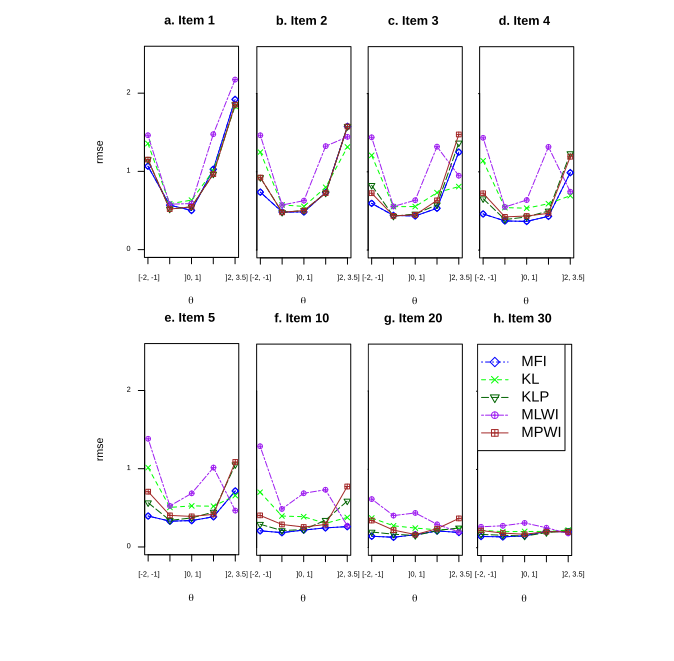 a. Item 1 b. Item 2 c. Item 3 d. Item 4
rmse
2
1
0
[-2, -1] ]0, 1] ]2, 3.5] [-2, -1] ]0, 1] ]2, 3.5] [-2, -1] ]0, 1] ]2, 3.5] [-2, -1] ]0, 1] ]2, 3.5]
θ θ θ θ
e. Item 5 f. Item 10 g. Item 20 h. Item 30
rmse
2
1
0
MFI
KL
KLP
MLWI
MPWI
[-2, -1] ]0, 1] ]2, 3.5] [-2, -1] ]0, 1] ]2, 3.5] [-2, -1] ]0, 1] ]2, 3.5] [-2, -1] ]0, 1] ]2, 3.5]
θ θ θ θ